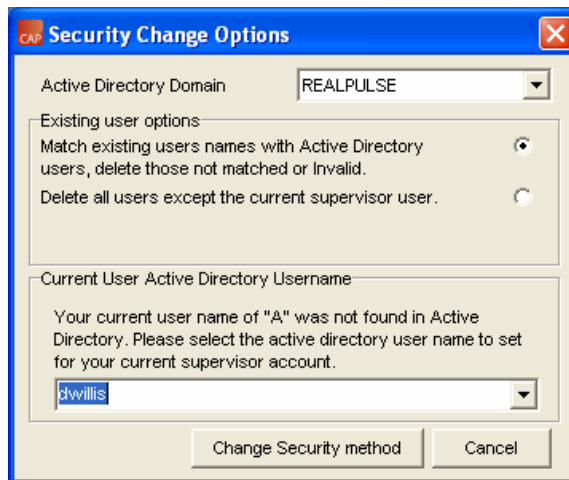 CAP Security Change Options
Active Directory Domain REALPULSE
Existing user options
Match existing users names with Active Directory
users, delete those not matched or Invalid.
Delete all users except the current supervisor user.
Current User Active Directory Username
Your current user name of "A" was not found in Active
Directory. Please select the active directory user name to set
for your current supervisor account.
dwillis
Change Security method Cancel